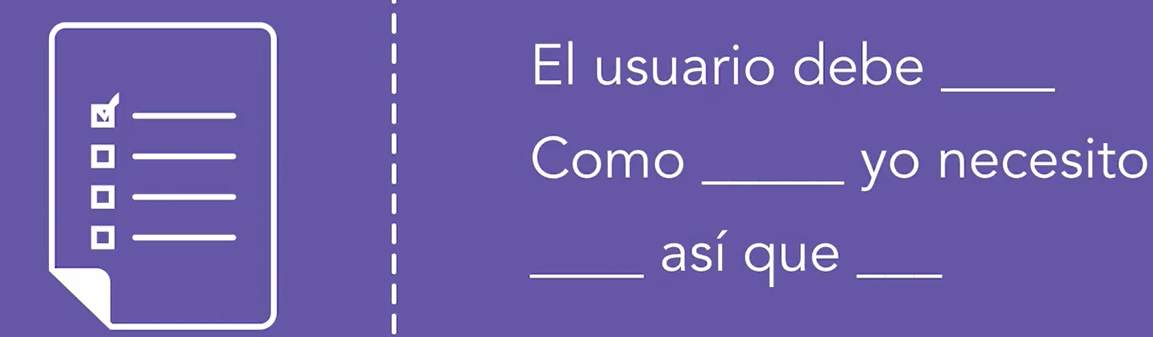 El usuario debe ____
Como _____ yo necesito
____ así que ___